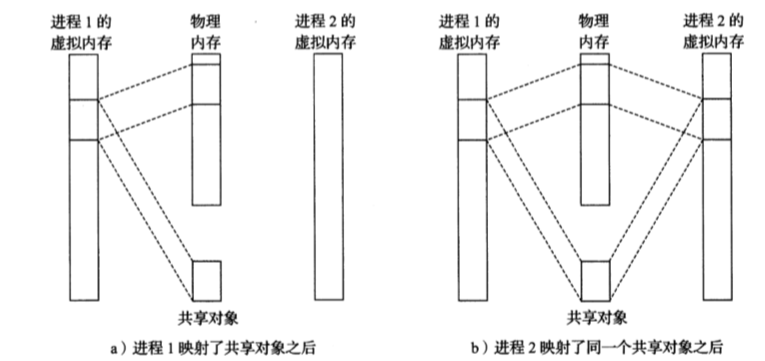 进程 1 的
虚拟内存
物理
内存
进程 2 的
虚拟内存
共享对象
a）进程 1 映射了共享对象之后
进程 1 的
虚拟内存
物理
内存
进程 2 的
虚拟内存
共享对象
b）进程 2 映射了同一个共享对象之后